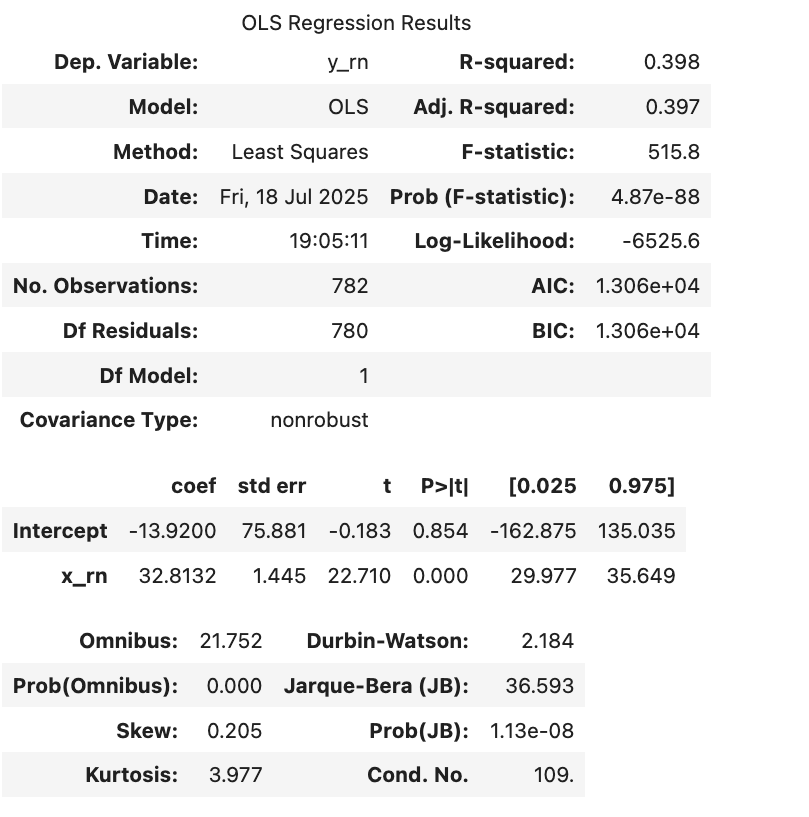 OLS Regression Results
Dep. Variable: y_rn R-squared: 0.398
Model: OLS Adj. R-squared: 0.397
Method: Least Squares F-statistic: 515.8
Date: Fri, 18 Jul 2025 Prob (F-statistic): 4.87e-88
Time: 19:05:11 Log-Likelihood: -6525.6
No. Observations: 782 AIC: 1.306e+04
Df Residuals: 780 BIC: 1.306e+04
Df Model: 1
Covariance Type: nonrobust
coef std err t P>|t| [0.025 0.975]
Intercept -13.9200 75.881 -0.183 0.854 -162.875 135.035
x_rn 32.8132 1.445 22.710 0.000 29.977 35.649
Omnibus: 21.752 Durbin-Watson: 2.184
Prob(Omnibus): 0.000 Jarque-Bera (JB): 36.593
Skew: 0.205 Prob(JB): 1.13e-08
Kurtosis: 3.977 Cond. No. 109.